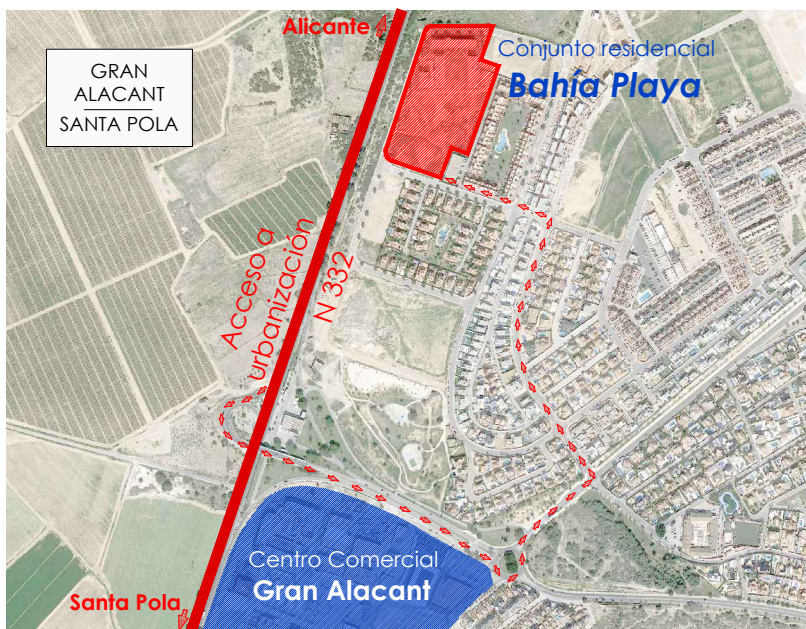 Alicante
GRAN
ALACANT
SANTA POLA
Conjunto residencial
Bahía Playa
Acceso a
urbanización
N 332
Centro Comercial
Gran Alacant
Santa Pola